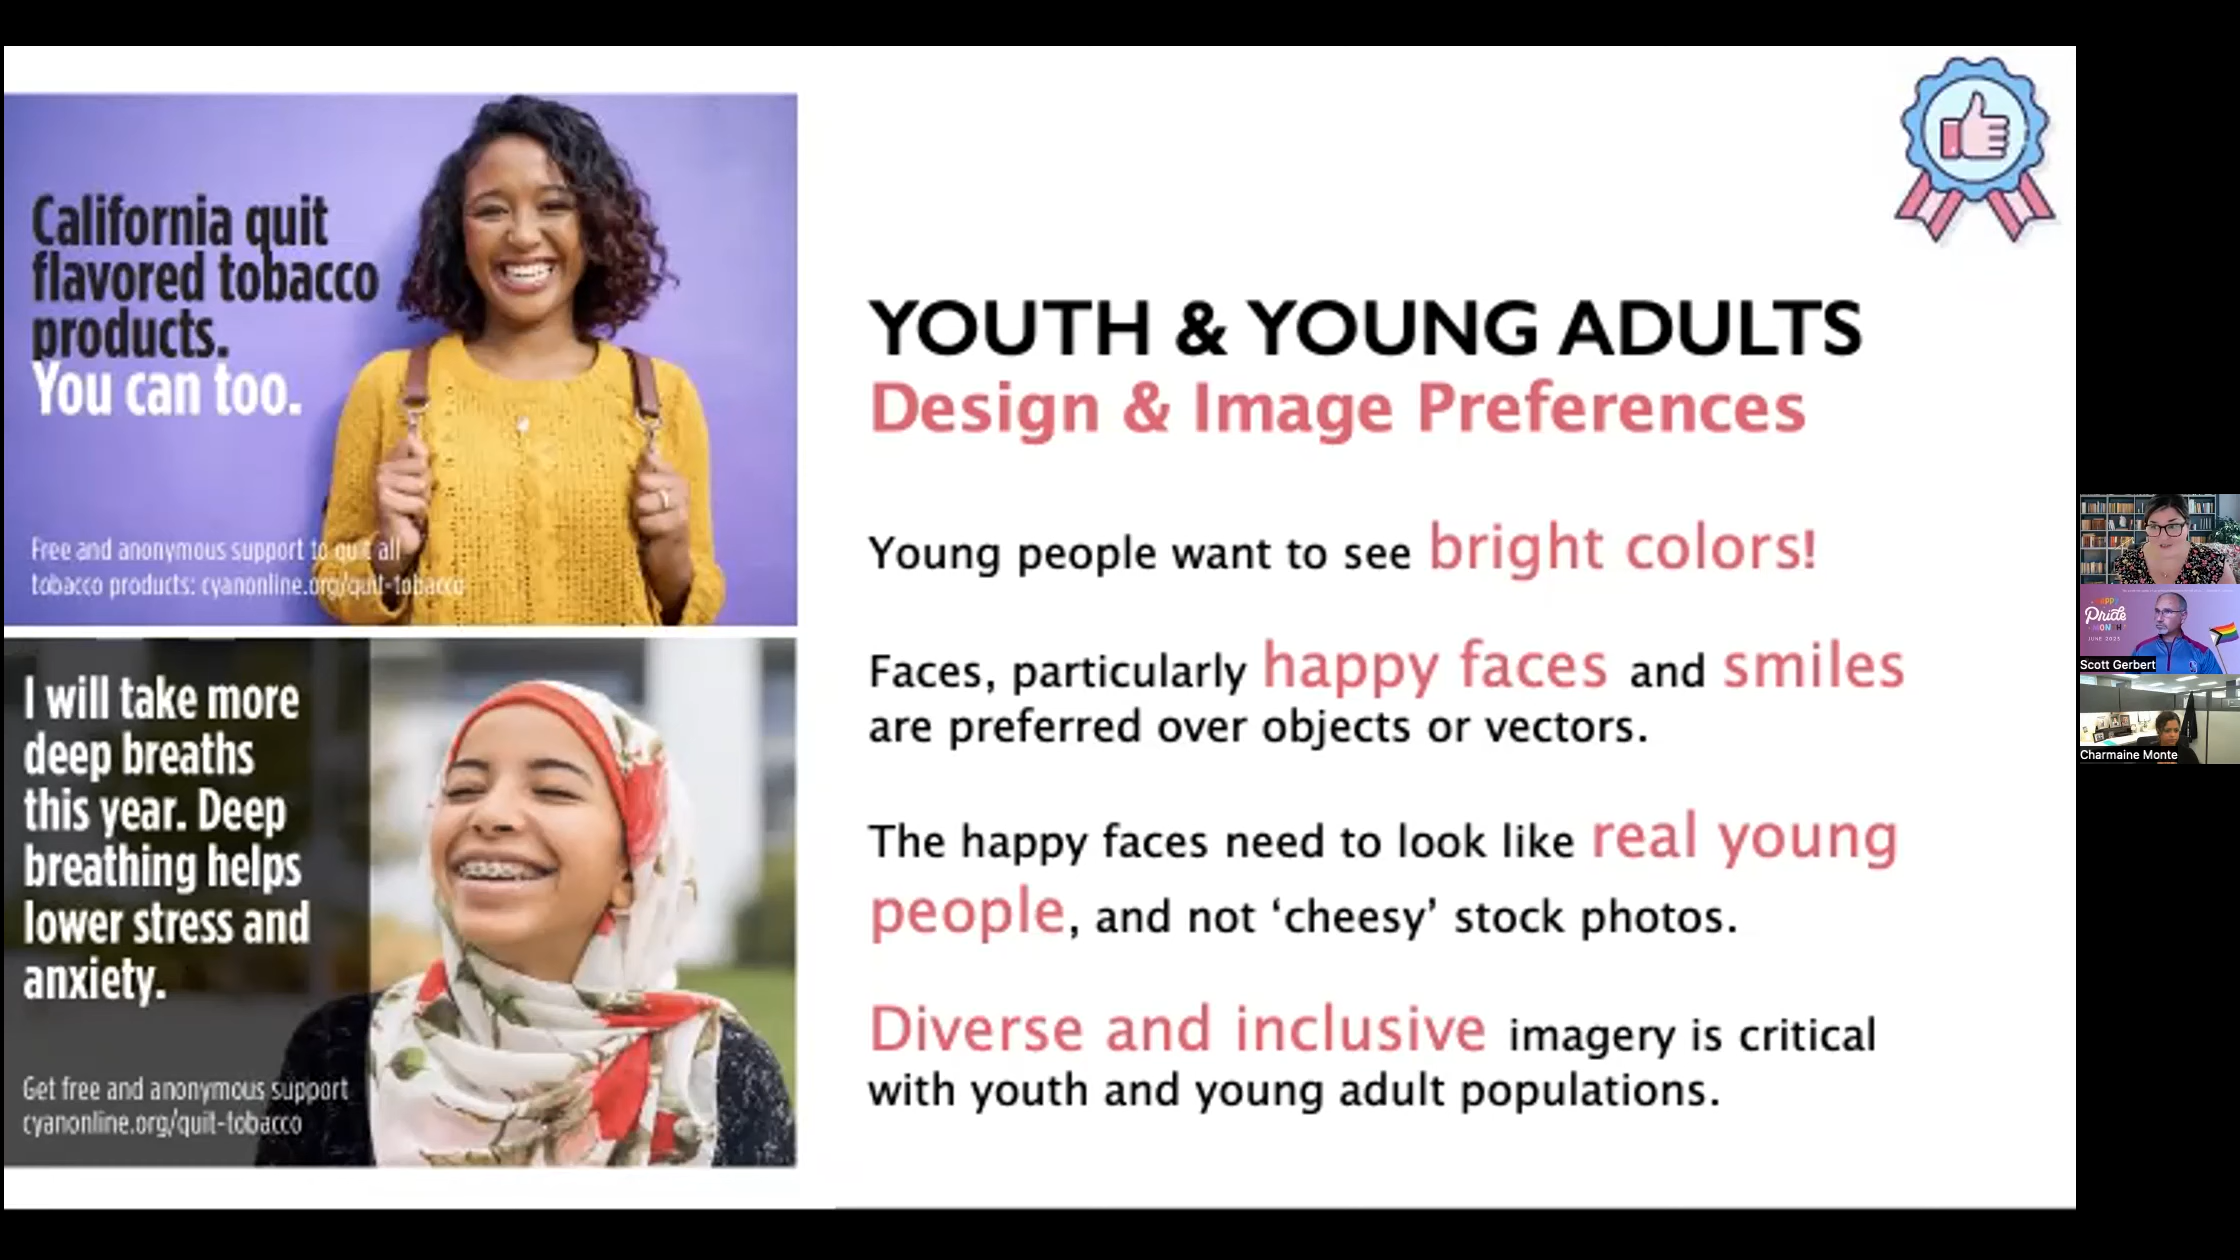 California quit
flavored tobacco
products.
You can too.
Free and anonymous support to quit all
tobacco products: cyanonline.org/quit-tobacco
I will take more
deep breaths
this year. Deep
breathing helps
lower stress and
anxiety.
Get free and anonymous support
cyanonline.org/quit-tobacco
YOUTH & YOUNG ADULTS
Design & Image Preferences
Young people want to see bright colors!
Faces, particularly happy faces and smiles
are preferred over objects or vectors.
The happy faces need to look like real young
people, and not ‘cheesy’ stock photos.
Diverse and inclusive imagery is critical
with youth and young adult populations.
HAPPY
Pride
MONTH
JUNE 2023
Scott Gerbert
Charmaine Monte